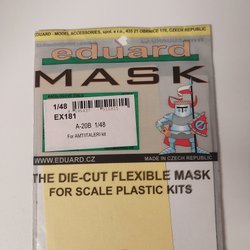 EDUARD - MODEL ACCESSORIES, spol. s r.o., 435 21 OBRNICE 170, CZECH REPUBLIC
eduard
MASK
1/48
EX181
A-20B 1/48
For AMT/ITALERI kit
WWW.EDUARD.CZ
MADE IN CZECH REPUBLIC
THE DIE-CUT FLEXIBLE MASK
FOR SCALE PLASTIC KITS